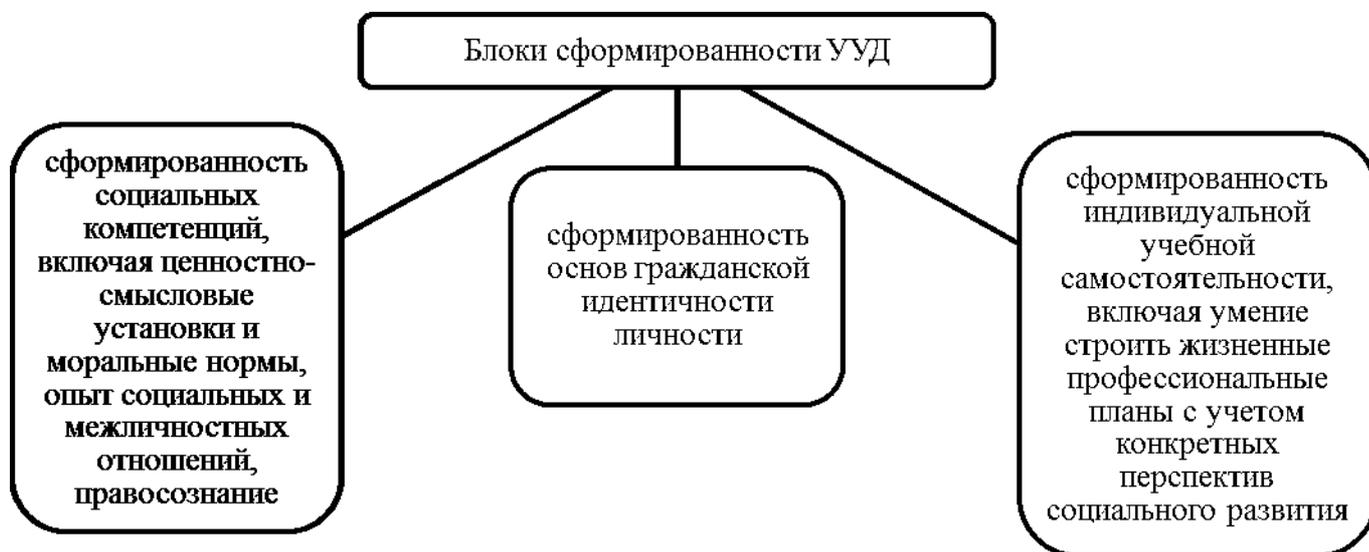 Блоки сформированности УУД
сформированность
социальных
компетенций,
включая ценностно-
смысловые
установки и
моральные нормы,
опыт социальных и
межличностных
отношений,
правосознание
сформированность
основ гражданской
идентичности
личности
сформированность
индивидуальной
учебной
самостоятельности,
включая умение
строить жизненные
профессиональные
планы с учетом
конкретных
перспектив
социального развития